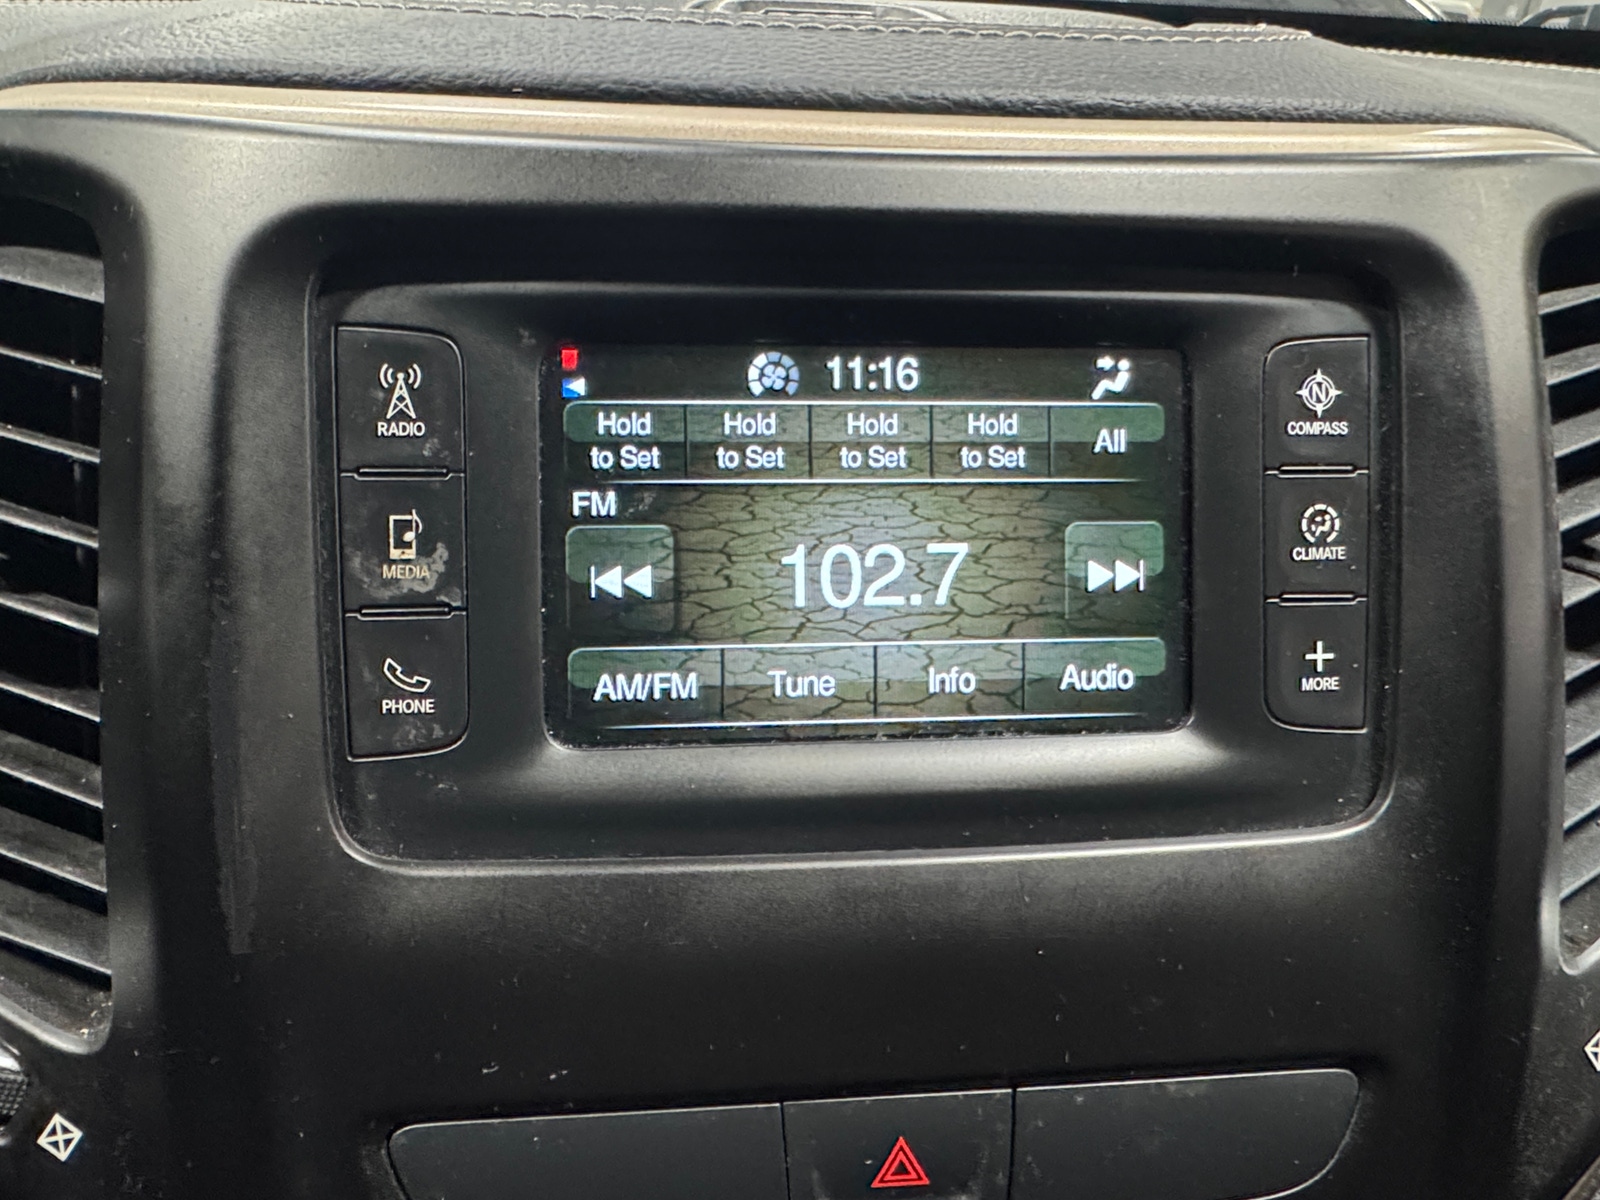 11:16
Hold to Set
Hold to Set
Hold to Set
Hold to Set
All
FM
102.7
AM/FM
Tune
Info
Audio
RADIO
MEDIA
PHONE
N
COMPASS
CLIMATE
MORE